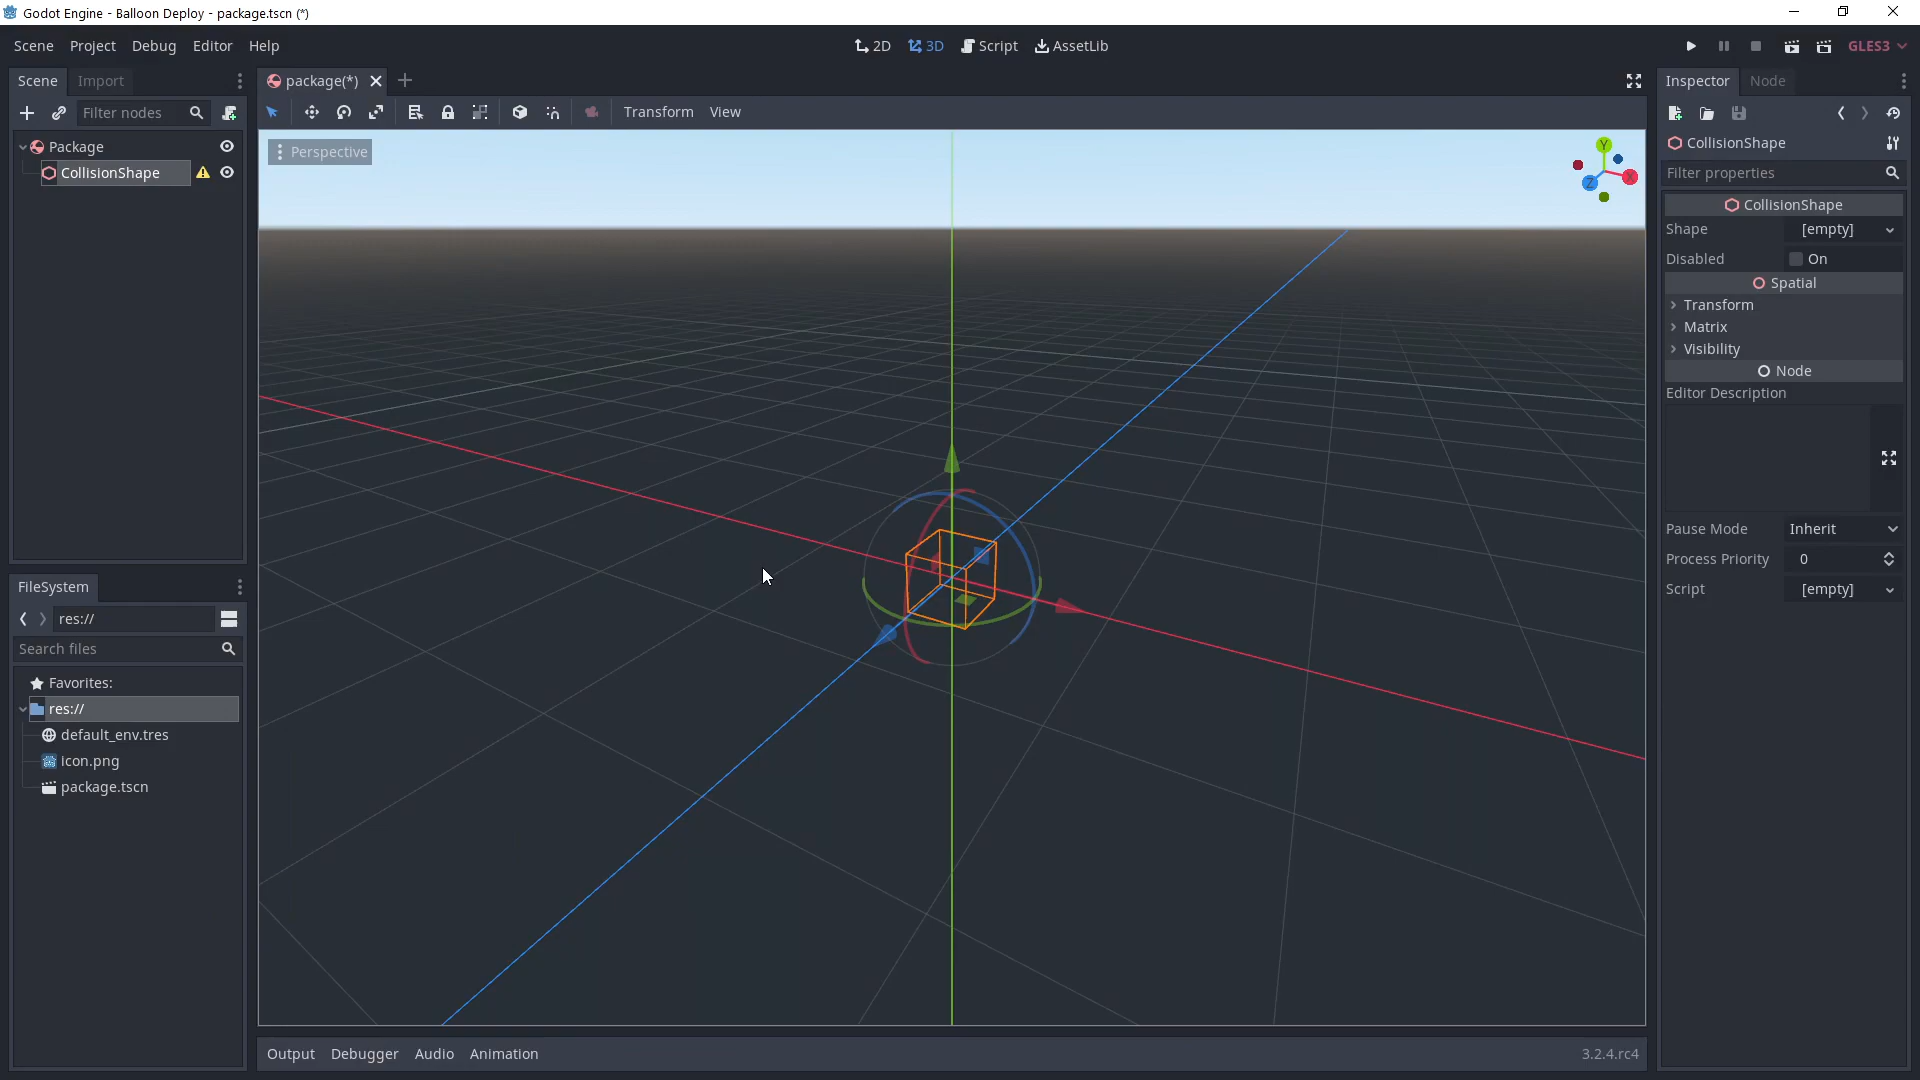 Godot Engine - Balloon Deploy - package.tscn (*)
Scene Project Debug Editor Help
2D 3D Script AssetLib
GLES3
Scene Import
Filter nodes
Package
CollisionShape
FileSystem
res://
Search files
Favorites:
res://
default_env.tres
icon.png
package.tscn
package(*)
Transform View
Perspective
Y
X
Z
Output Debugger Audio Animation
3.2.4.rc4
Inspector Node
CollisionShape
Filter properties
CollisionShape
Shape [empty]
Disabled On
Spatial
Transform
Matrix
Visibility
Node
Editor Description
Pause Mode Inherit
Process Priority 0
Script [empty]